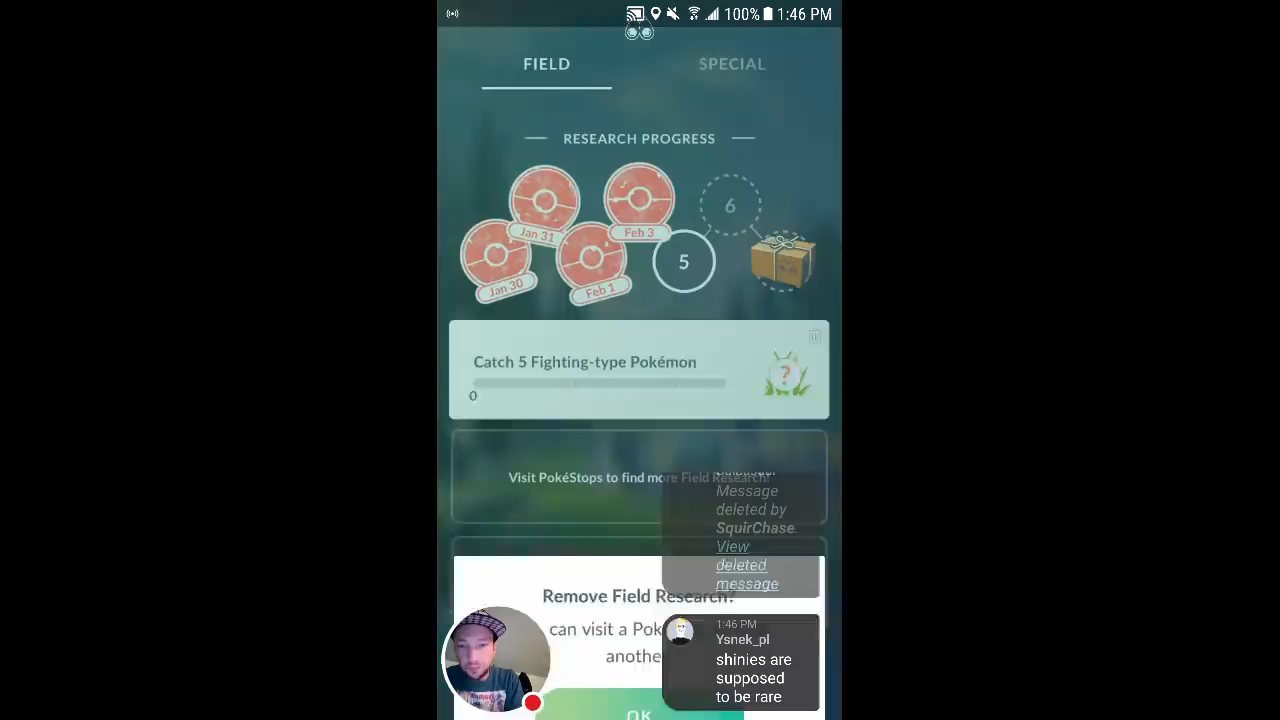 100% 1:46 PM
FIELD
SPECIAL
RESEARCH PROGRESS
Jan 31
Feb 3
6
5
Jan 30
Feb 1
Catch 5 Fighting-type Pokémon
0
Visit PokéStops to find more Field Research!
Message
deleted by
SquirChase.
View
deleted
message
Remove Field Research?
can visit a Pok
anothe
1:46 PM
Ysnek_pl
shinies are
supposed
to be rare
OK